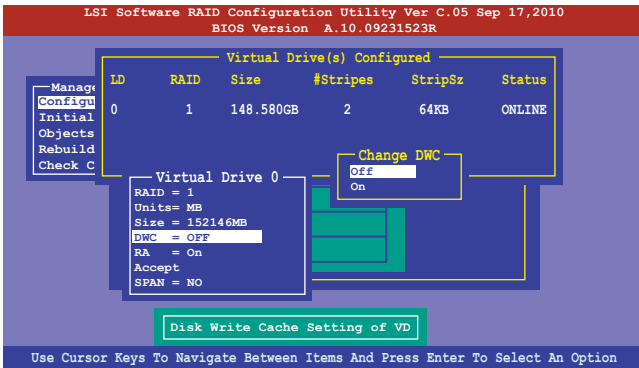 LSI Software RAID Configuration Utility Ver C.05 Sep 17,2010
BIOS Version A.10.09231523R
Virtual Drive(s) Configured
LD RAID Size #Stripes StripSz Status
0 1 148.580GB 2 64KB ONLINE
Manage
Configu
Initial
Objects
Rebuild
Check C
Change DWC
Off
On
Virtual Drive 0
RAID = 1
Units= MB
Size = 152146MB
DWC = OFF
RA = On
Accept
SPAN = NO
Disk Write Cache Setting of VD
Use Cursor Keys To Navigate Between Items And Press Enter To Select An Option